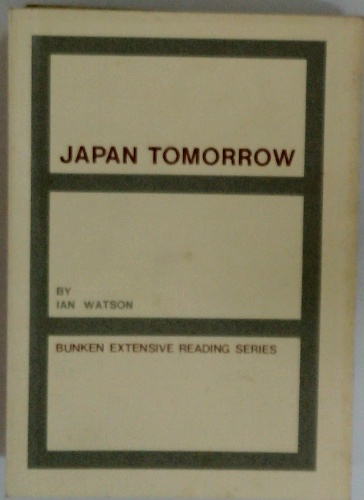 JAPAN TOMORROW
BY
IAN WATSON
BUNKEN EXTENSIVE READING SERIES